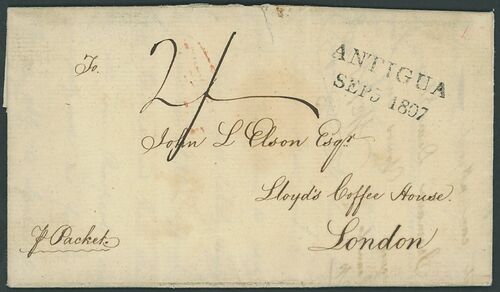 To.
2/
ANTIGUA
SEP 5 1807
John L Elson Esqr.
Lloyd's Coffee House.
London
⅌ Packet.